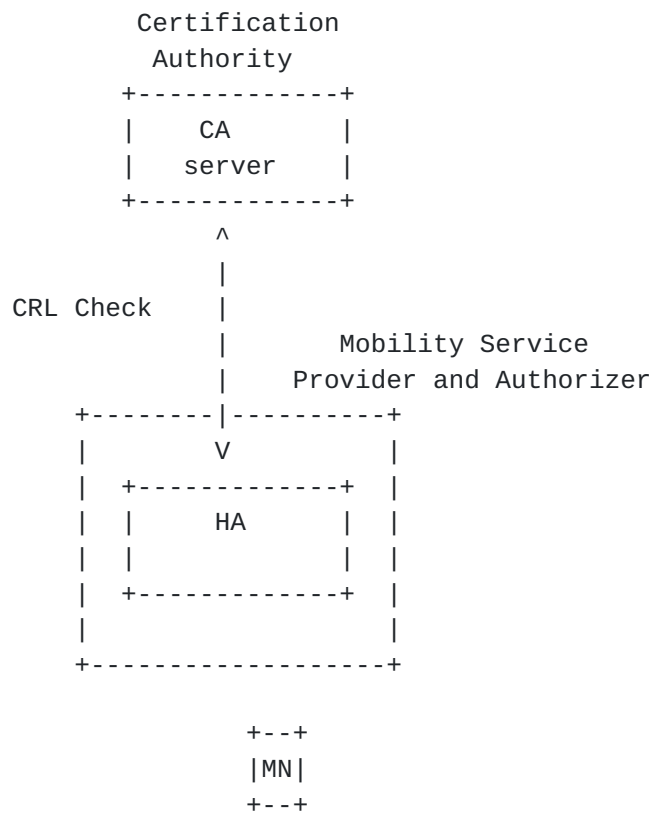 Certification
Authority
CA
server
CRL Check
Mobility Service
Provider and Authorizer
HA
MN